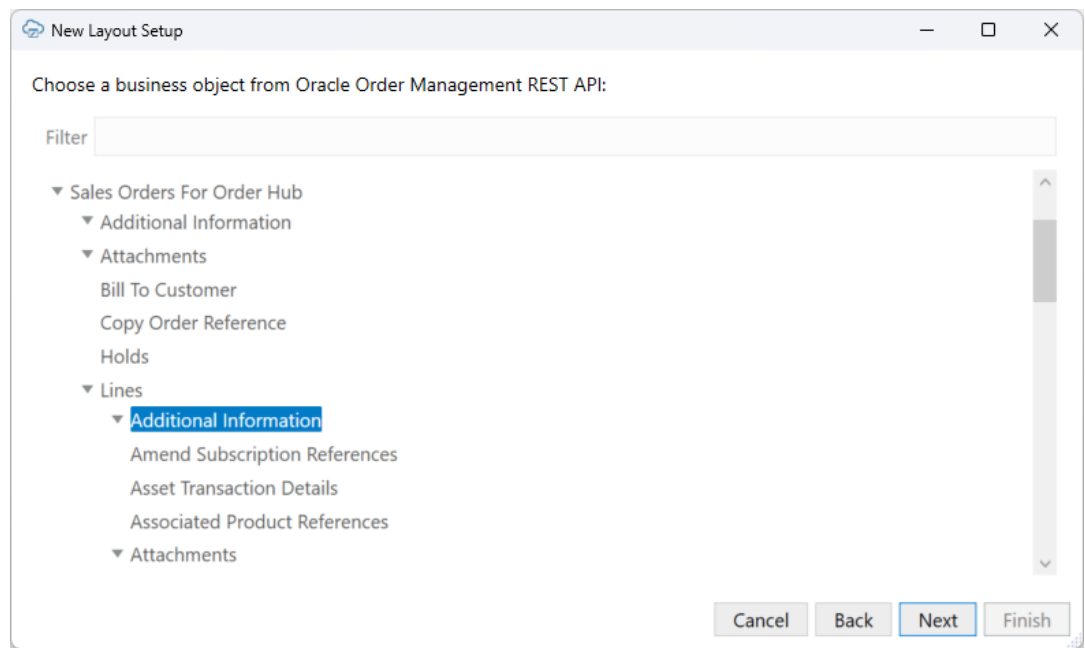 New Layout Setup
Choose a business object from Oracle Order Management REST API:
Filter
Sales Orders For Order Hub
Additional Information
Attachments
Bill To Customer
Copy Order Reference
Holds
Lines
Additional Information
Amend Subscription References
Asset Transaction Details
Associated Product References
Attachments
Cancel Back Next Finish